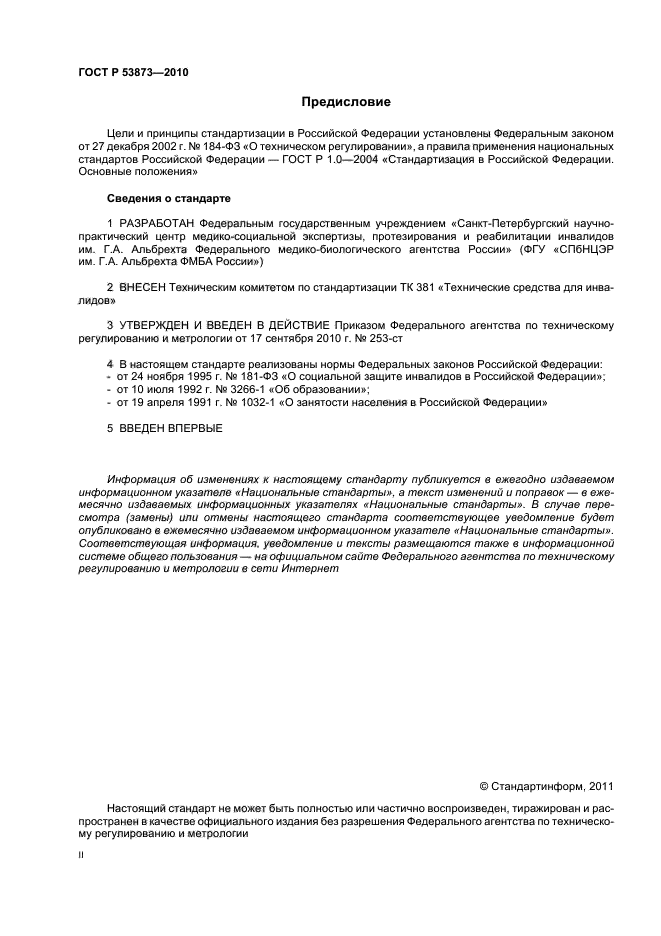 ГОСТ Р 53873—2010
Предисловие
Цели и принципы стандартизации в Российской Федерации установлены Федеральным законом
от 27 декабря 2002 г. № 184-ФЗ «О техническом регулировании», а правила применения национальных
стандартов Российской Федерации — ГОСТ Р 1.0—2004 «Стандартизация в Российской Федерации.
Основные положения»
Сведения о стандарте
1 РАЗРАБОТАН Федеральным государственным учреждением «Санкт-Петербургский научно-
практический центр медико-социальной экспертизы, протезирования и реабилитации инвалидов
им. Г.А. Альбрехта Федерального медико-биологического агентства России» (ФГУ «СПбНЦЭР
им. Г.А. Альбрехта ФМБА России»)
2 ВНЕСЕН Техническим комитетом по стандартизации ТК 381 «Технические средства для инва-
лидов»
3 УТВЕРЖДЕН И ВВЕДЕН В ДЕЙСТВИЕ Приказом Федерального агентства по техническому
регулированию и метрологии от 17 сентября 2010 г. № 253-ст
4 В настоящем стандарте реализованы нормы Федеральных законов Российской Федерации:
- от 24 ноября 1995 г. № 181-ФЗ «О социальной защите инвалидов в Российской Федерации»;
- от 10 июля 1992 г. № 3266-1 «Об образовании»;
- от 19 апреля 1991 г. № 1032-1 «О занятости населения в Российской Федерации»
5 ВВЕДЕН ВПЕРВЫЕ
Информация об изменениях к настоящему стандарту публикуется в ежегодно издаваемом
информационном указателе «Национальные стандарты», а текст изменений и поправок — в еже-
месячно издаваемых информационных указателях «Национальные стандарты». В случае пере-
смотра (замены) или отмены настоящего стандарта соответствующее уведомление будет
опубликовано в ежемесячно издаваемом информационном указателе «Национальные стандарты».
Соответствующая информация, уведомление и тексты размещаются также в информационной
системе общего пользования — на официальном сайте Федерального агентства по техническому
регулированию и метрологии в сети Интернет
© Стандартинформ, 2011
Настоящий стандарт не может быть полностью или частично воспроизведен, тиражирован и рас-
пространен в качестве официального издания без разрешения Федерального агентства по техническо-
му регулированию и метрологии
II